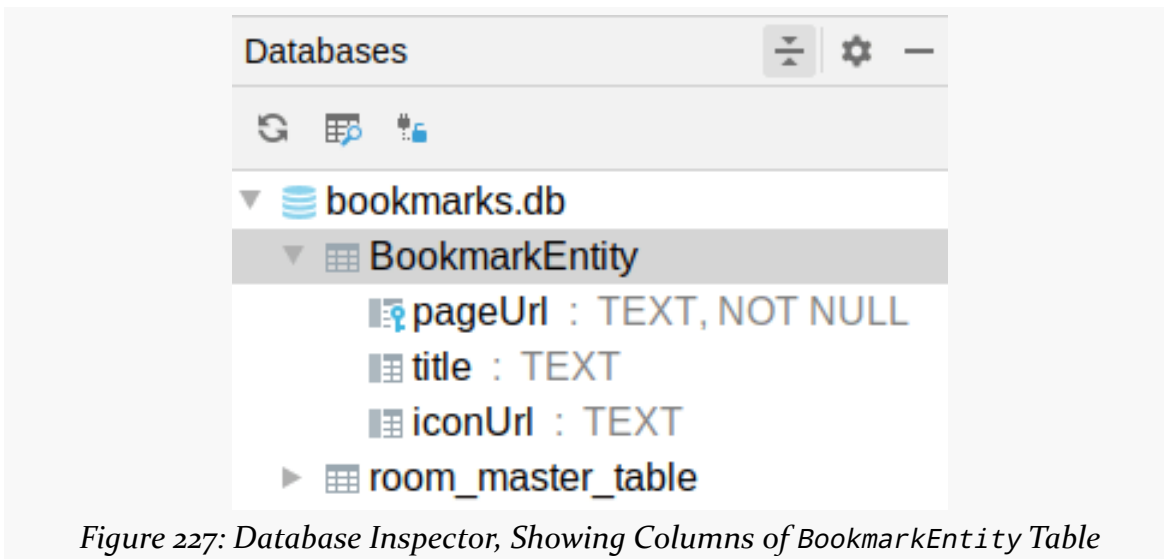 Databases
bookmarks.db
BookmarkEntity
pageUrl : TEXT, NOT NULL
title : TEXT
iconUrl : TEXT
room_master_table
Figure 227: Database Inspector, Showing Columns of BookmarkEntity Table